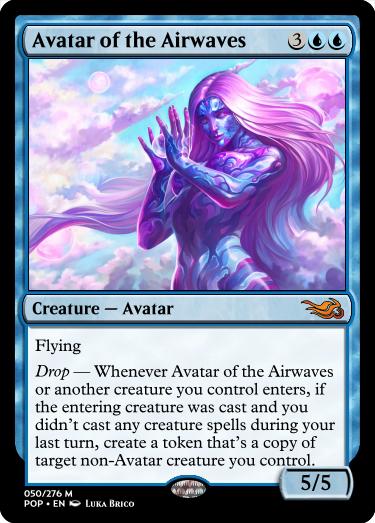 Avatar of the Airwaves 3
Creature — Avatar
Flying
Drop — Whenever Avatar of the Airwaves
or another creature you control enters, if
the entering creature was cast and you
didn't cast any creature spells during your
last turn, create a token that's a copy of
target non-Avatar creature you control.
5/5
050/276 M
POP • EN Luka Brico